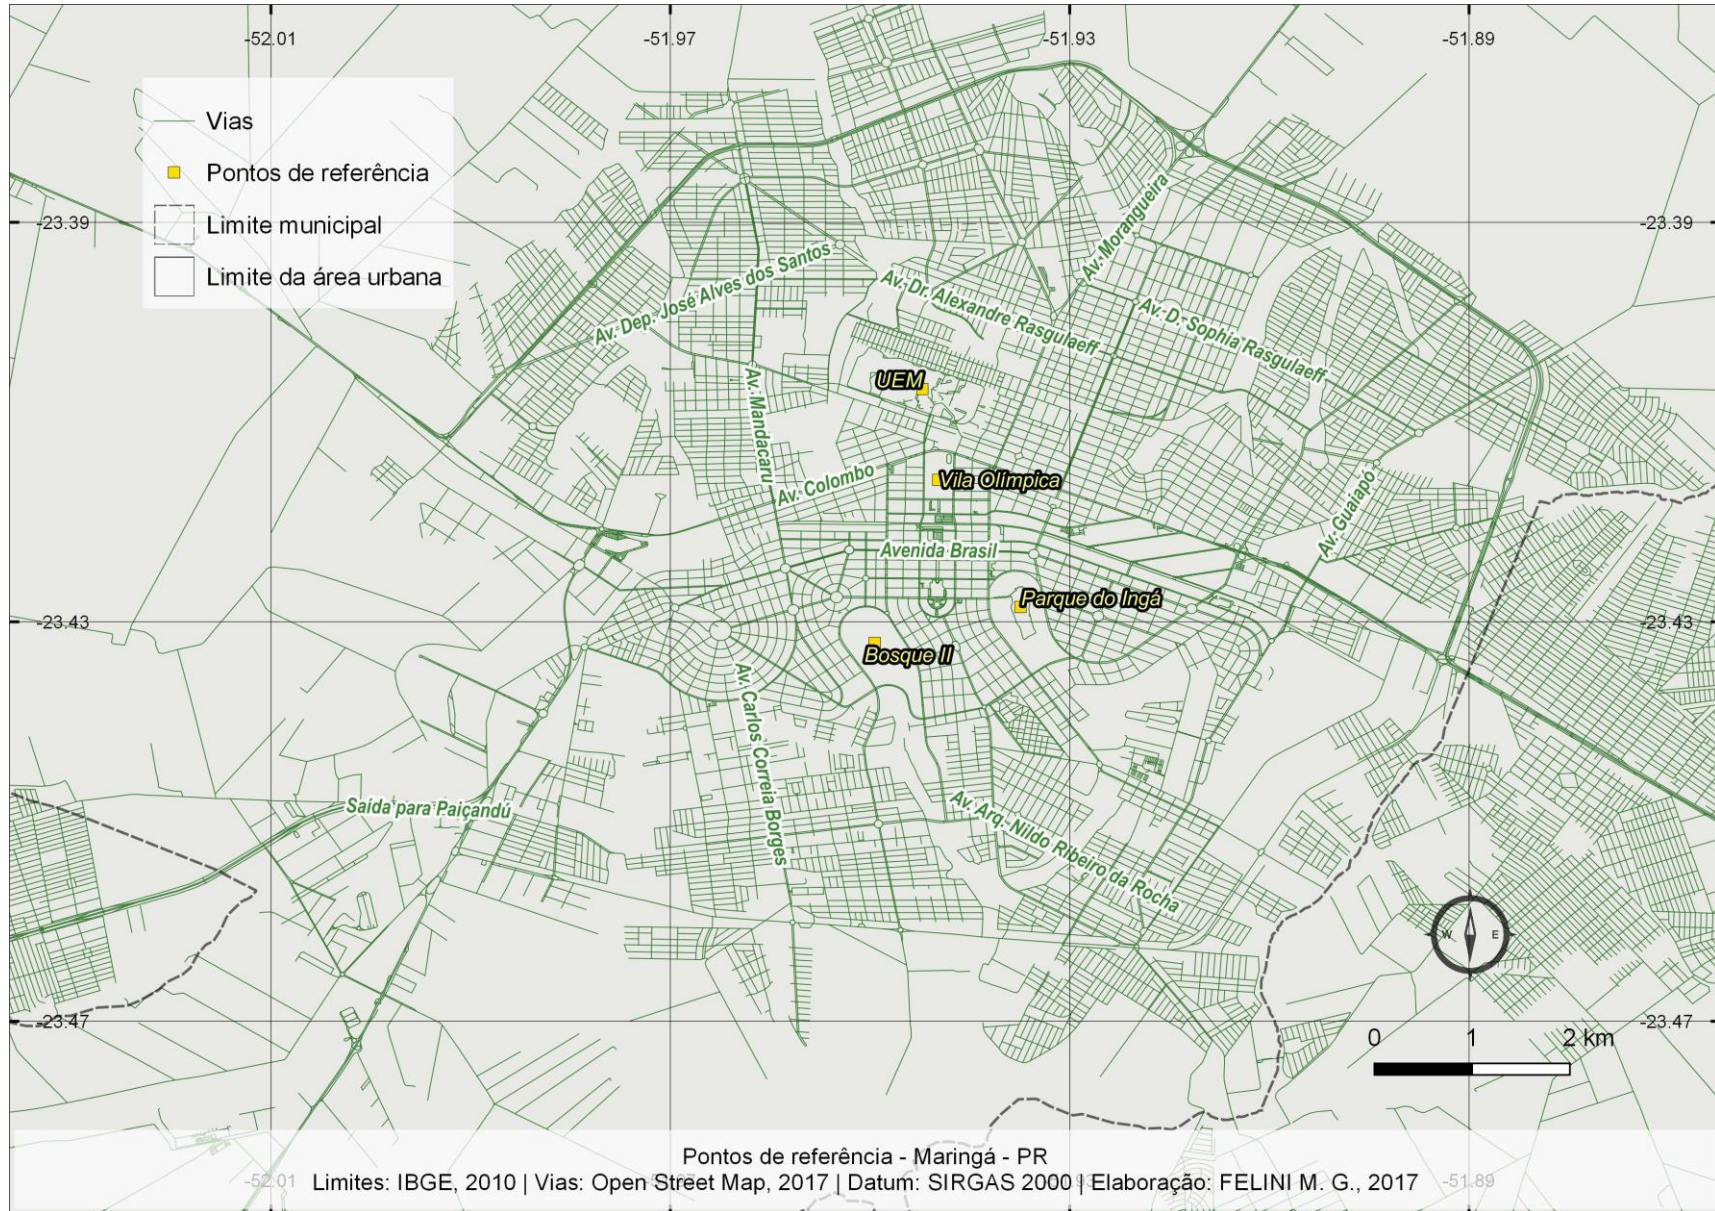 -52.01
-51.97
-51.93
-51.89
Vias
Pontos de referência
Limite municipal
Limite da área urbana
-23.39
-23.39
Av. Morangueira
Av. Dep. José Alves dos Santos
Av. Dr. Alexandre Rasgulaeff
Av. D. Sophia Rasgulaeff
UEM
Av. Mandacaru
Av. Colombo
Vila Olímpica
Av. Guaiapó
Avenida Brasil
Parque do Ingá
-23.43
-23.43
Bosque II
Av. Carlos Correia Borges
Saída para Paiçandú
Av. Arq. Nildo Ribeiro da Rocha
W
E
-23.47
-23.47
0 1 2 km
Pontos de referência - Maringá - PR
-52.01
-51.97
-51.93
-51.89
Limites: IBGE, 2010 | Vias: Open Street Map, 2017 | Datum: SIRGAS 2000 | Elaboração: FELINI M. G., 2017